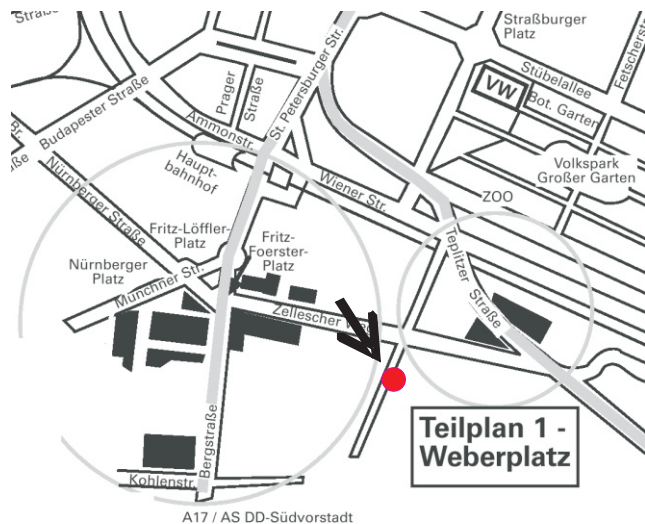 Straße
Straßburger
Platz
Fetscherstr.
Stübelallee
VW
Bot. Garten
St. Petersburger Str.
Prager
Straße
Budapester Straße
Ammonstr.
Br.
Straße
Haupt-
bahnhof
Volkspark
Großer Garten
Wiener Str.
ZOO
Nürnberger Straße
Fritz-Löffler-
Platz
Fritz-
Foerster-
Platz
Teplitzer
Straße
Nürnberger
Platz
Münchner Str.
Zellescher Weg
Teilplan 1 -
Weberplatz
Bergstraße
Kohlenstr.
A17 / AS DD-Südvorstadt